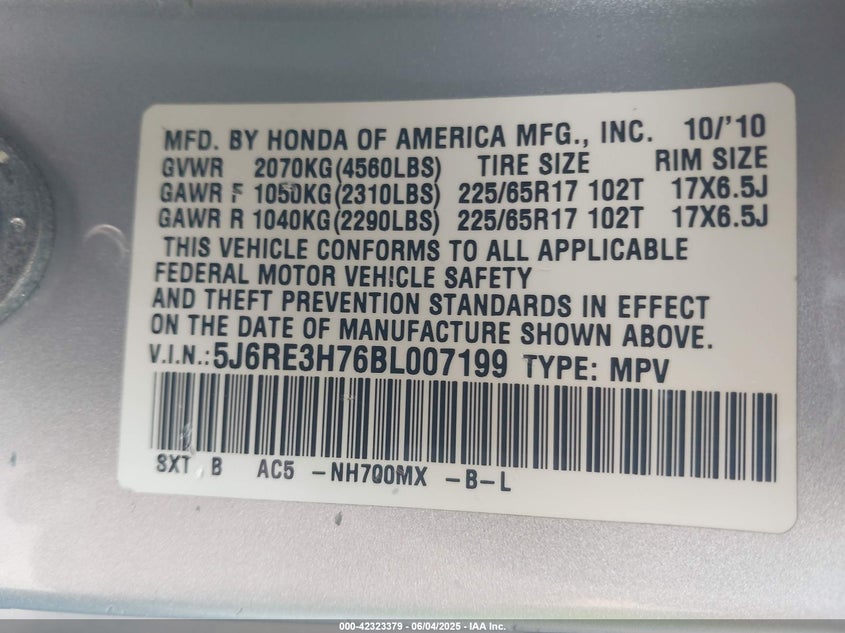 MFD. BY HONDA OF AMERICA MFG., INC. 10/'10
GVWR 2070KG(4560LBS) TIRE SIZE RIM SIZE
GAWR F 1050KG(2310LBS) 225/65R17 102T 17X6.5J
GAWR R 1040KG(2290LBS) 225/65R17 102T 17X6.5J
THIS VEHICLE CONFORMS TO ALL APPLICABLE
FEDERAL MOTOR VEHICLE SAFETY
AND THEFT PREVENTION STANDARDS IN EFFECT
ON THE DATE OF MANUFACTURE SHOWN ABOVE.
V.I.N.:5J6RE3H76BL007199 TYPE: MPV
SXT B AC5 -NH700MX -B-L
000-42323379 - 06/04/2025 - IAA Inc.